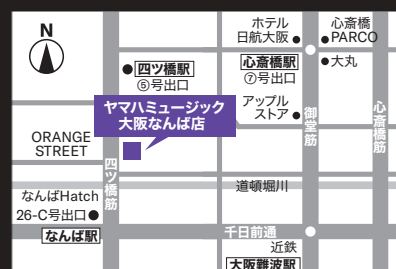 N
ホテル
日航大阪
心斎橋
PARCO
四ツ橋駅
⑤号出口
心斎橋駅
⑦号出口
大丸
ヤマハミュージック
大阪なんば店
アップル
ストア
御堂筋
心斎橋筋
ORANGE
STREET
四ツ橋筋
道頓堀川
なんばHatch
26-C号出口
なんば駅
千日前通
近鉄
大阪難波駅